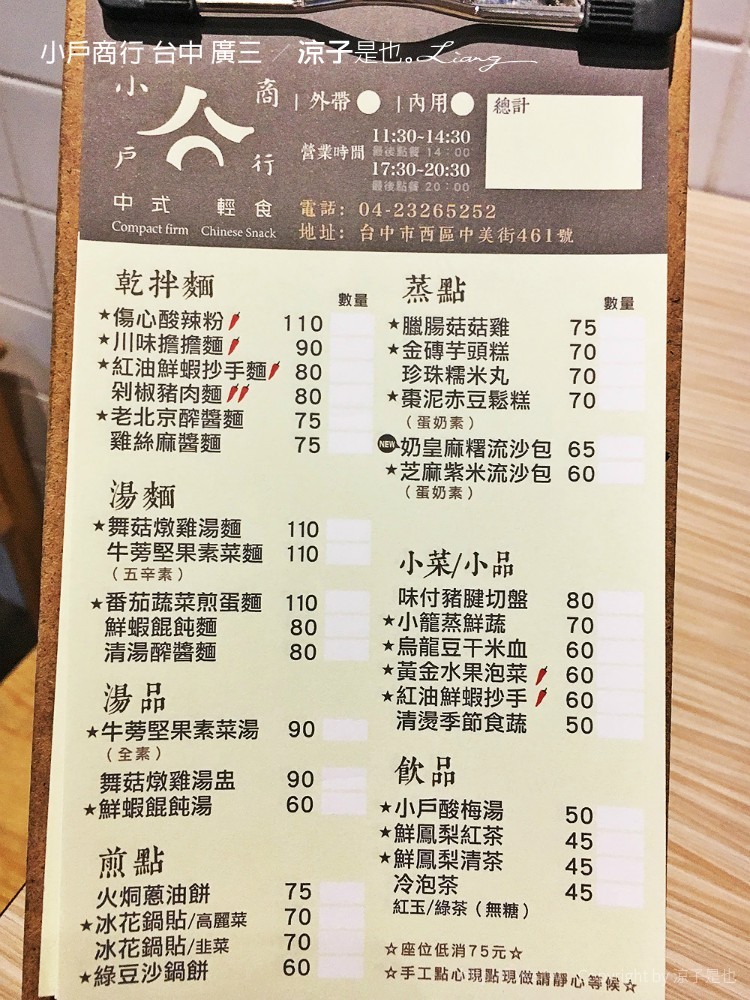 小戶商行 台中 廣三 / 涼子是也。Liang
小 商
戶 行
中式 輕食
Compact firm Chinese Snack
| 外帶 | 內用
總計
營業時間
11:30~14:30
最後點餐 14：00
17:30~20:30
最後點餐 20：00
電話：04-23265252
地址：台中市西區中美街461號
乾拌麵
數量
★傷心酸辣粉 110
★川味擔擔麵 90
★紅油鮮蝦抄手麵 80
剁椒豬肉麵 80
★老北京醡醬麵 75
雞絲麻醬麵 75
湯麵
★舞菇燉雞湯麵 110
牛蒡堅果素菜麵 110
（五辛素）
★番茄蔬菜煎蛋麵 110
鮮蝦餛飩麵 80
清湯醡醬麵 80
湯品
★牛蒡堅果素菜湯 90
（全素）
舞菇燉雞湯盅 90
★鮮蝦餛飩湯 60
煎點
火焗蔥油餅 75
★冰花鍋貼/高麗菜 70
冰花鍋貼/韭菜 70
★綠豆沙鍋餅 60
蒸點
數量
★臘腸菇菇雞 75
★金磚芋頭糕 70
珍珠糯米丸 70
★棗泥赤豆鬆糕 70
（蛋奶素）
NEW 奶皇麻糬流沙包 65
★芝麻紫米流沙包 60
（蛋奶素）
小菜/小品
味付豬腱切盤 80
★小籠蒸鮮蔬 70
★烏龍豆干米血 60
★黃金水果泡菜 60
★紅油鮮蝦抄手 60
清燙季節食蔬 50
飲品
★小戶酸梅湯 50
★鮮鳳梨紅茶 45
★鮮鳳梨清茶 45
冷泡茶 45
紅玉/綠茶（無糖）
☆座位低消75元☆
☆手工點心現點現做請靜心等候☆
Copyright by 涼子是也